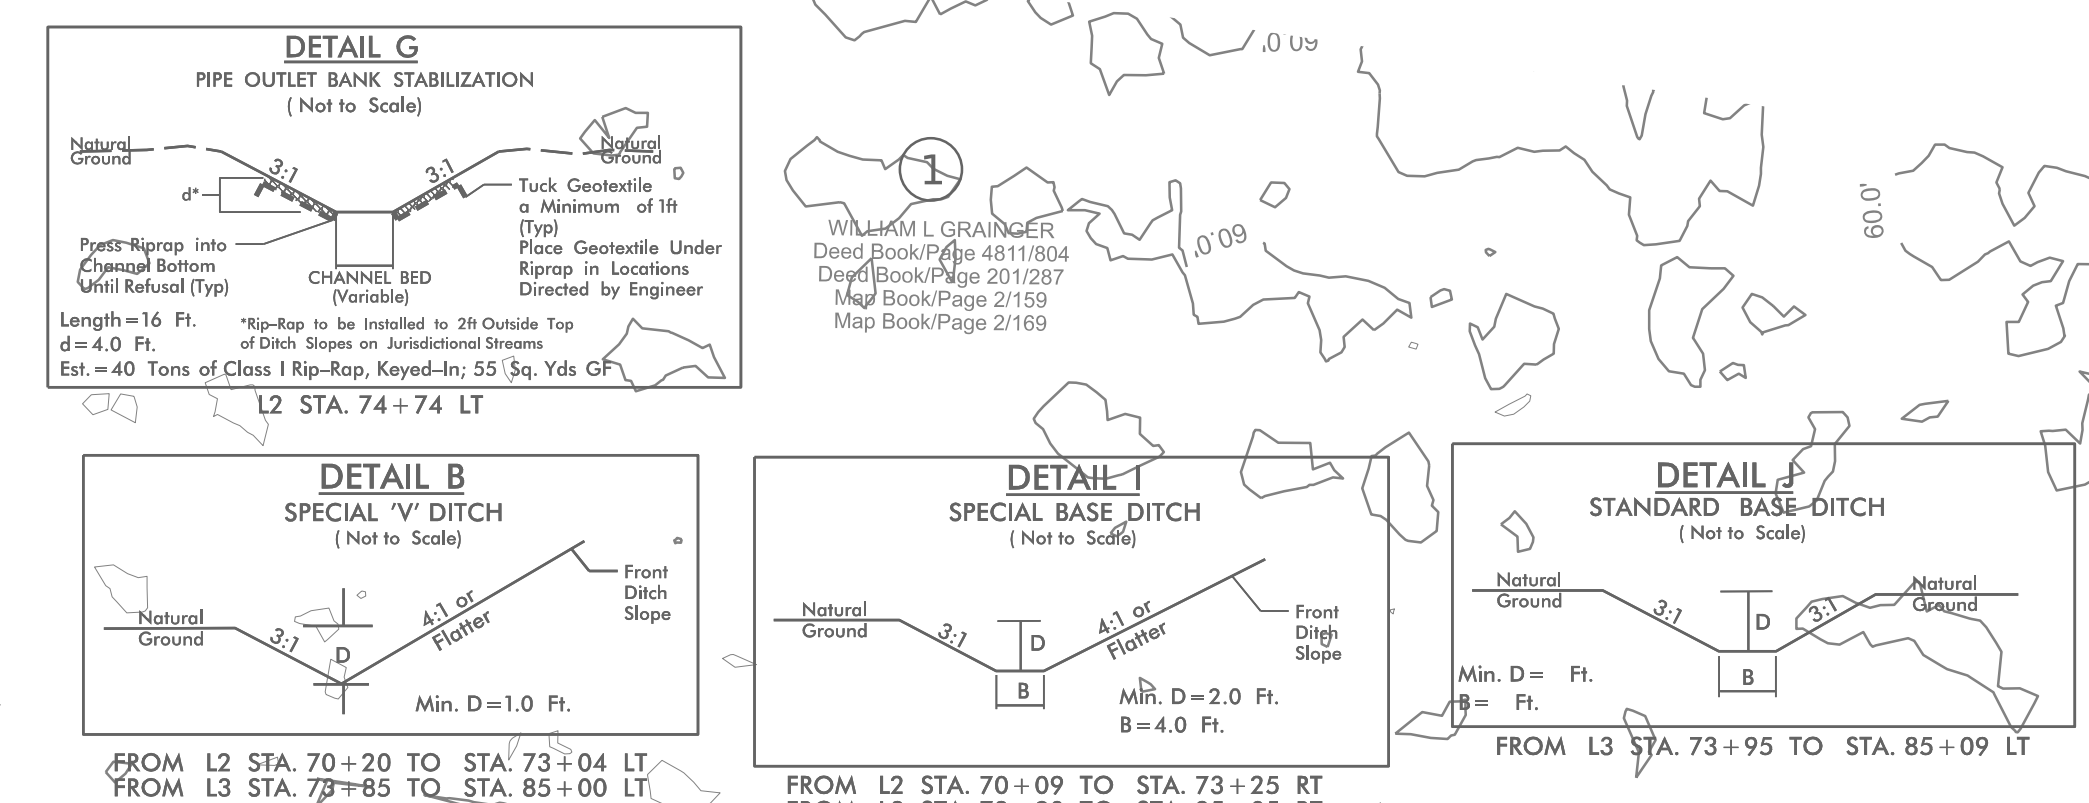 DETAIL G
PIPE OUTLET BANK STABILIZATION
( Not to Scale)
Natural
Ground
3:1
3:1
Natural
Ground
d*
Tuck Geotextile
a Minimum of 1ft
(Typ)
Place Geotextile Under
Riprap in Locations
Directed by Engineer
Press Riprap into
Channel Bottom
Until Refusal (Typ)
CHANNEL BED
(Variable)
Length=16 Ft.
d=4.0 Ft.
*Rip-Rap to be Installed to 2ft Outside Top
of Ditch Slopes on Jurisdictional Streams
Est.=40 Tons of Class I Rip-Rap, Keyed-In; 55 Sq. Yds GF
L2 STA. 74+74 LT
1
WILLIAM L GRAINGER
Deed Book/Page 4811/804
Deed Book/Page 201/287
Map Book/Page 2/159
Map Book/Page 2/169
60.0'
60.0'
60.0'
DETAIL B
SPECIAL 'V' DITCH
( Not to Scale)
Natural
Ground
3:1
D
4:1 or
Flatter
Front
Ditch
Slope
Min. D=1.0 Ft.
FROM L2 STA. 70+20 TO STA. 73+04 LT
FROM L3 STA. 73+85 TO STA. 85+00 LT
DETAIL I
SPECIAL BASE DITCH
( Not to Scale)
Natural
Ground
3:1
D
B
4:1 or
Flatter
Front
Ditch
Slope
Min. D=2.0 Ft.
B=4.0 Ft.
FROM L2 STA. 70+09 TO STA. 73+25 RT
DETAIL J
STANDARD BASE DITCH
( Not to Scale)
Natural
Ground
3:1
D
B
3:1
Natural
Ground
Min. D= Ft.
B= Ft.
FROM L3 STA. 73+95 TO STA. 85+09 LT